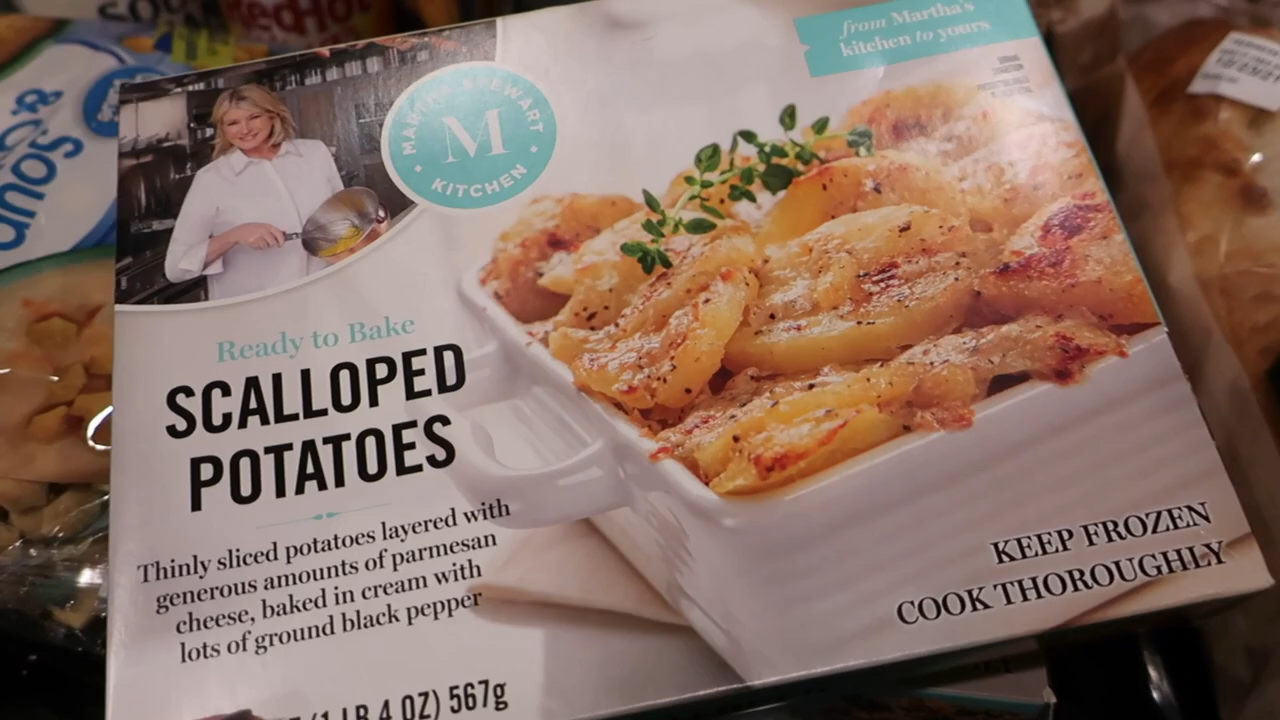 RedHot
from Martha's
kitchen to yours
MARTHA STEWART
M
KITCHEN
Ready to Bake
SCALLOPED
POTATOES
Thinly sliced potatoes layered with
generous amounts of parmesan
cheese, baked in cream with
lots of ground black pepper
KEEP FROZEN
COOK THOROUGHLY
(1 LB 4 OZ) 567g